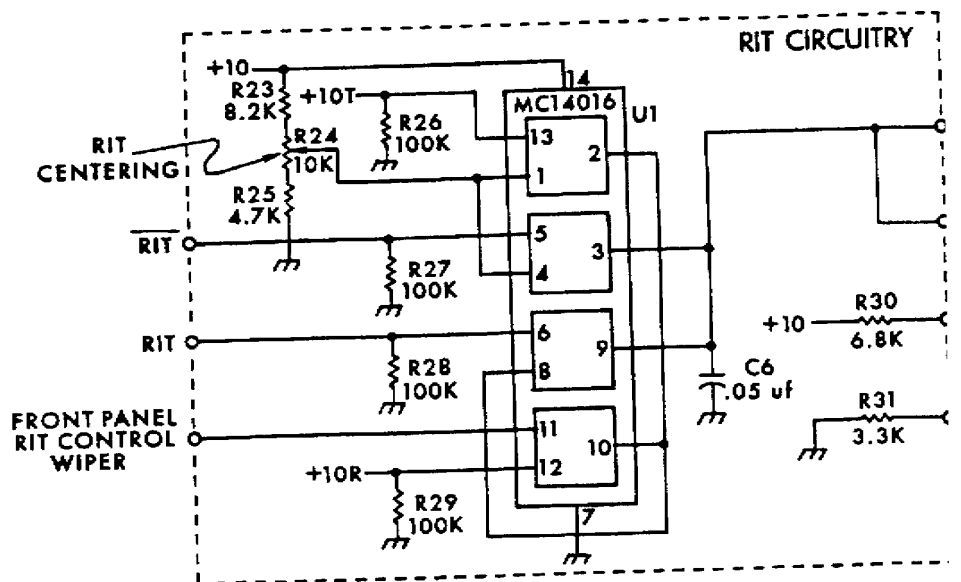 RIT CIRCUITRY
+10
R23
8.2K
+10T
R26
100K
14
MC14016
U1
RIT
CENTERING
R24
10K
R25
4.7K
13
2
1
RIT
R27
100K
5
3
4
RIT
R28
100K
6
9
8
C6
.05 uf
+10
R30
6.8K
FRONT PANEL
RIT CONTROL
WIPER
11
10
12
+10R
R29
100K
7
R31
3.3K